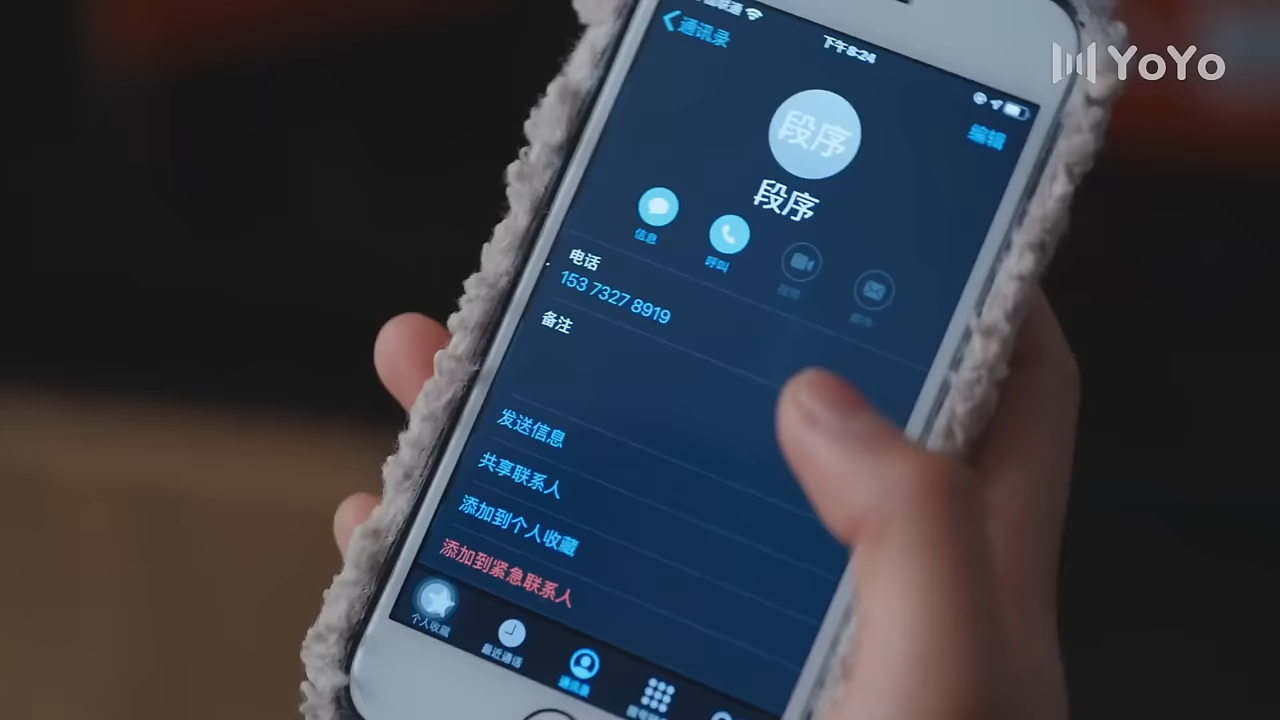 YoYo
通讯录
下午8:24
编辑
段序
段序
信息
呼叫
电话
153 7327 8919
备注
发送信息
共享联系人
添加到个人收藏
添加到紧急联系人
个人收藏
最近通话
通讯录